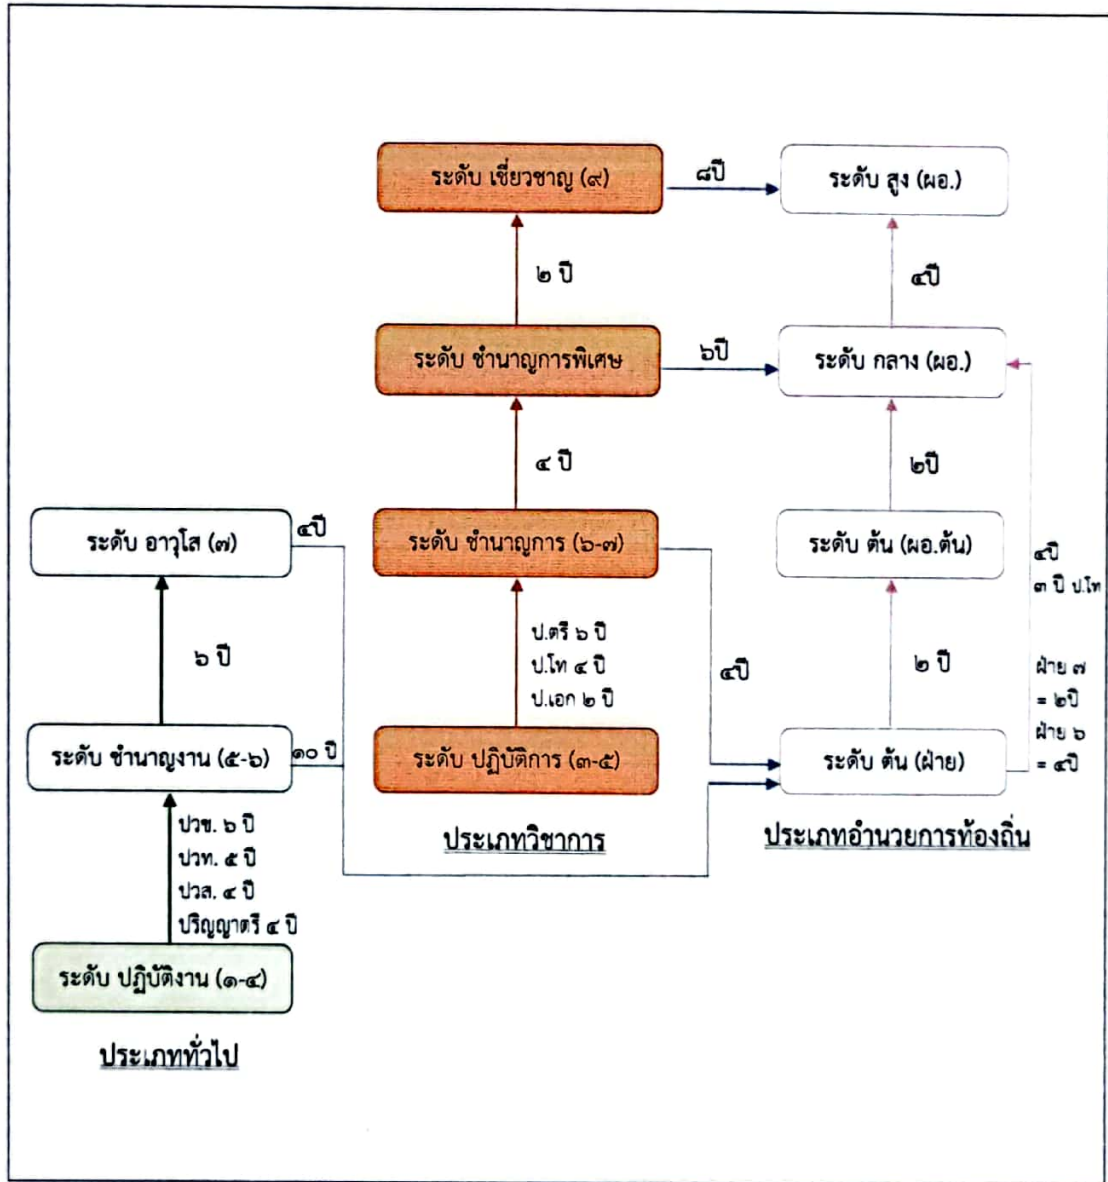 ระดับ เชี่ยวชาญ (๙)
๘ปี
ระดับ สูง (ผอ.)
๒ ปี
๔ปี
ระดับ ชำนาญการพิเศษ
๖ปี
ระดับ กลาง (ผอ.)
๔ ปี
๒ปี
ระดับ อาวุโส (๗)
๔ปี
ระดับ ชำนาญการ (๖-๗)
ระดับ ต้น (ผอ.ต้น)
๔ปี
๓ ปี ป.โท
๖ ปี
ป.ตรี ๖ ปี
ป.โท ๔ ปี
ป.เอก ๒ ปี
๔ปี
๒ ปี
ฝ่าย ๗
= ๒ปี
ฝ่าย ๖
= ๔ปี
ระดับ ชำนาญงาน (๕-๖)
๑๐ ปี
ระดับ ปฏิบัติการ (๓-๕)
ระดับ ต้น (ฝ่าย)
ประเภทวิชาการ
ประเภทอำนวยการท้องถิ่น
ปวช. ๖ ปี
ปวท. ๕ ปี
ปวส. ๔ ปี
ปริญญาตรี ๔ ปี
ระดับ ปฏิบัติงาน (๑-๔)
ประเภททั่วไป